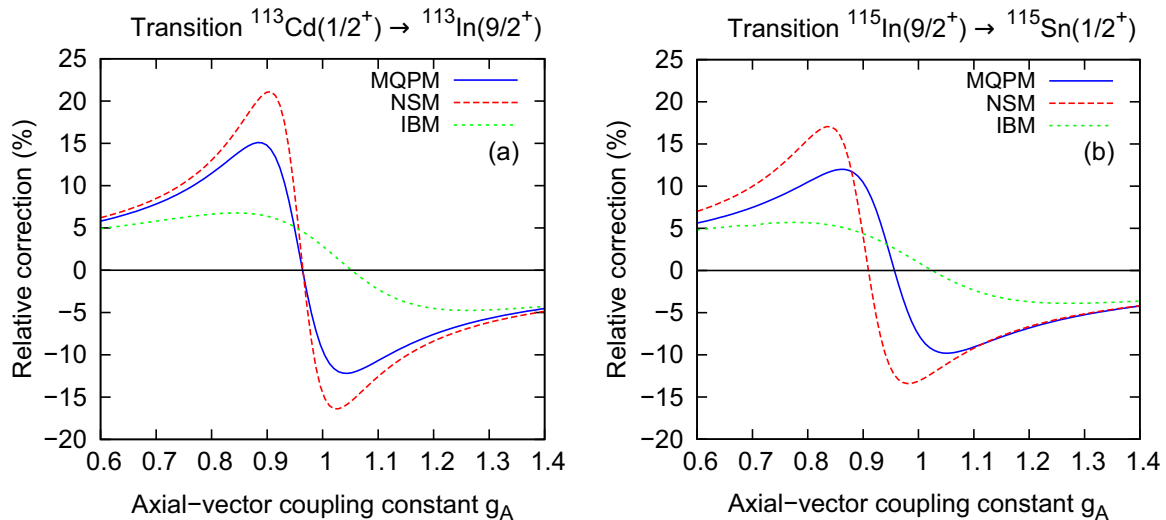 Transition ¹¹³Cd(1/2⁺) → ¹¹³In(9/2⁺)
25
20
15
10
5
0
−5
−10
−15
−20
Relative correction (%)
MQPM
NSM
IBM
(a)
0.6 0.7 0.8 0.9 1 1.1 1.2 1.3 1.4
Axial−vector coupling constant g_A
Transition ¹¹⁵In(9/2⁺) → ¹¹⁵Sn(1/2⁺)
25
20
15
10
5
0
−5
−10
−15
−20
Relative correction (%)
MQPM
NSM
IBM
(b)
0.6 0.7 0.8 0.9 1 1.1 1.2 1.3 1.4
Axial−vector coupling constant g_A